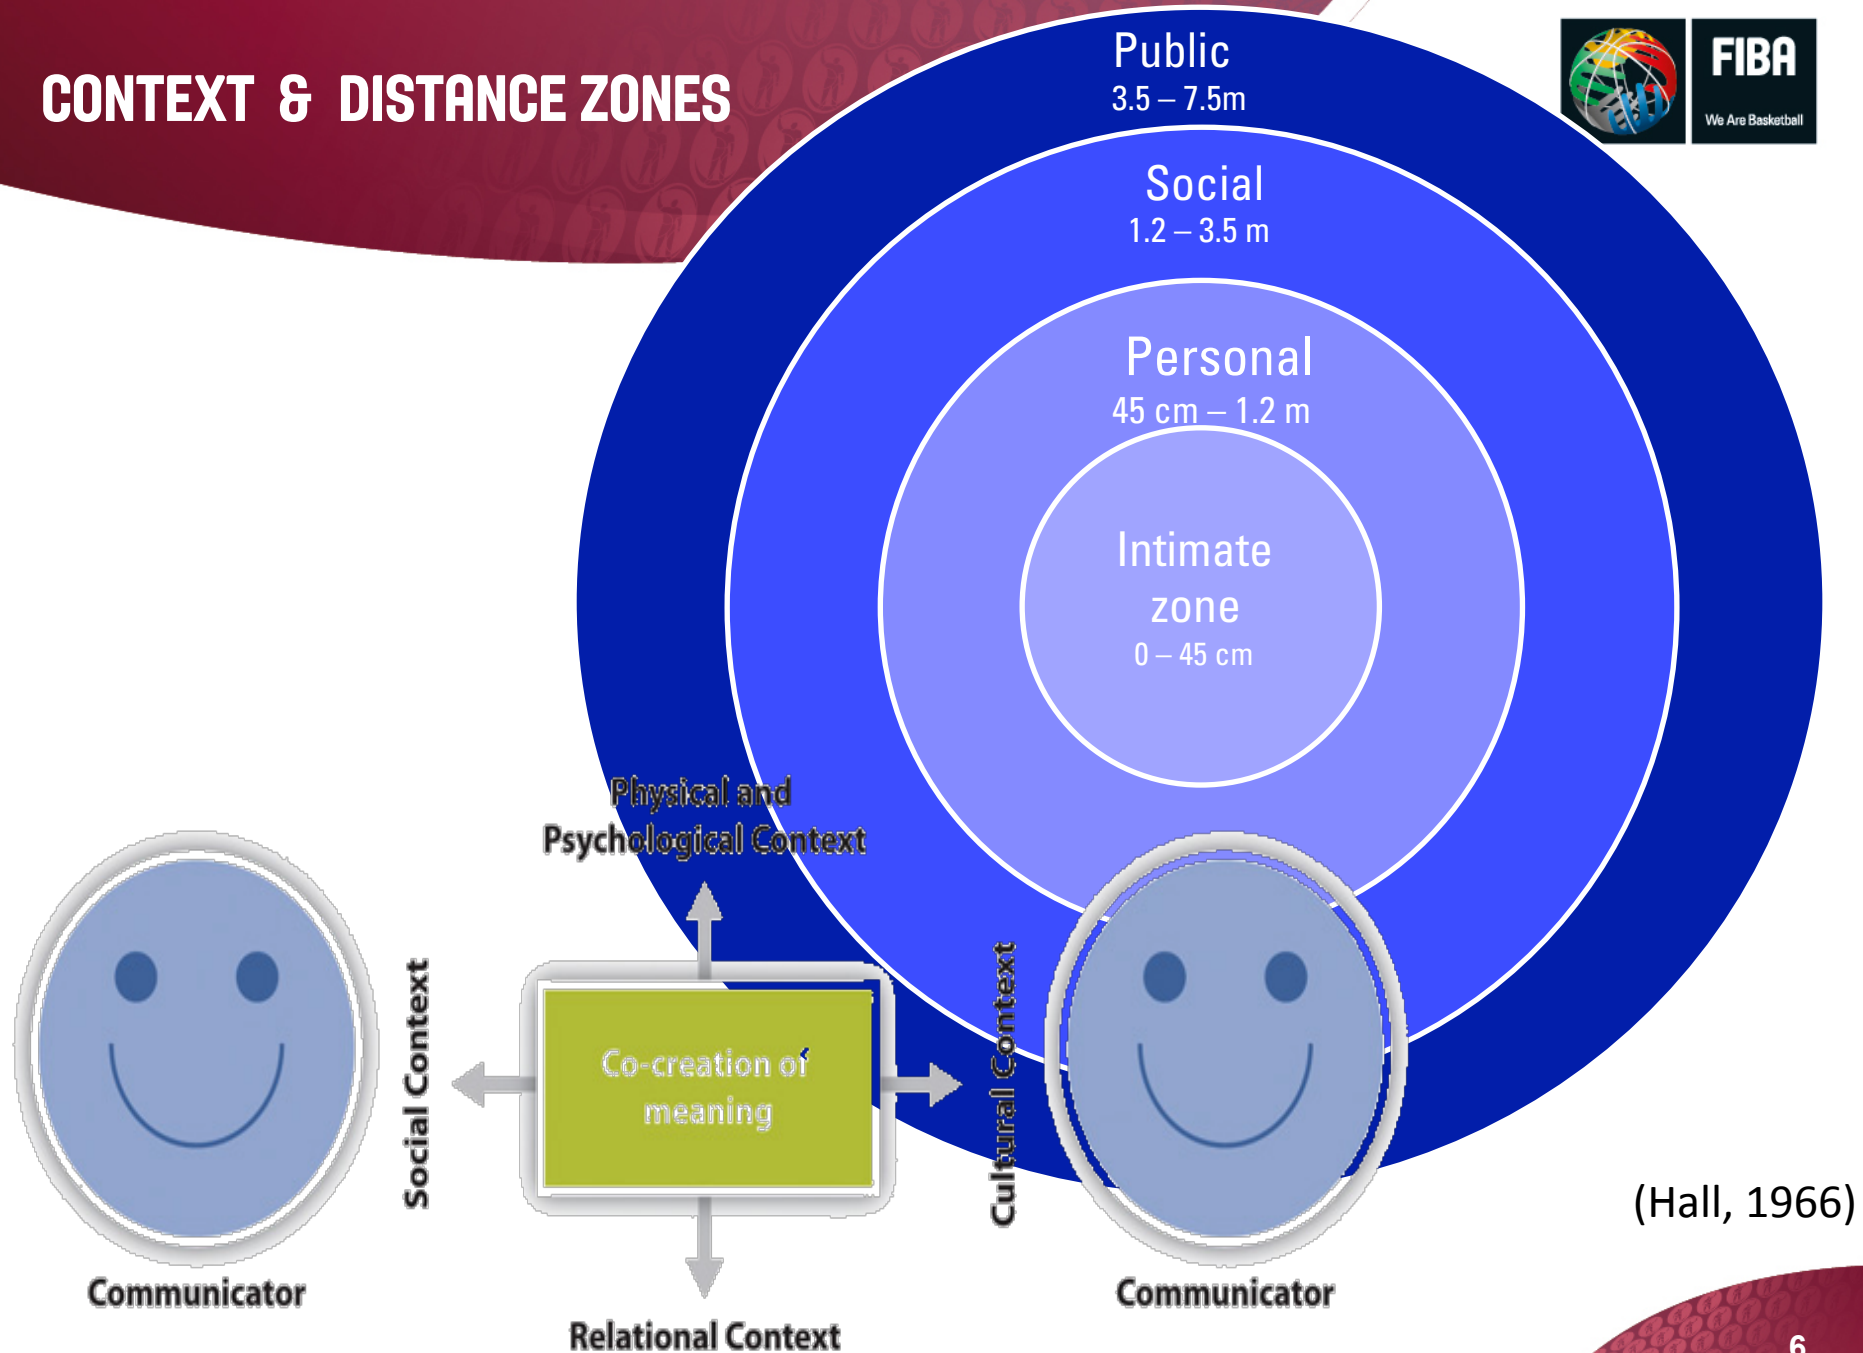 CONTEXT & DISTANCE ZONES
FIBA
We Are Basketball
Public
3.5 – 7.5m
Social
1.2 – 3.5 m
Personal
45 cm – 1.2 m
Intimate
zone
0 – 45 cm
Physical and
Psychological Context
Social Context
Co-creation of
meaning
Cultural Context
Communicator
Communicator
Relational Context
(Hall, 1966)
6